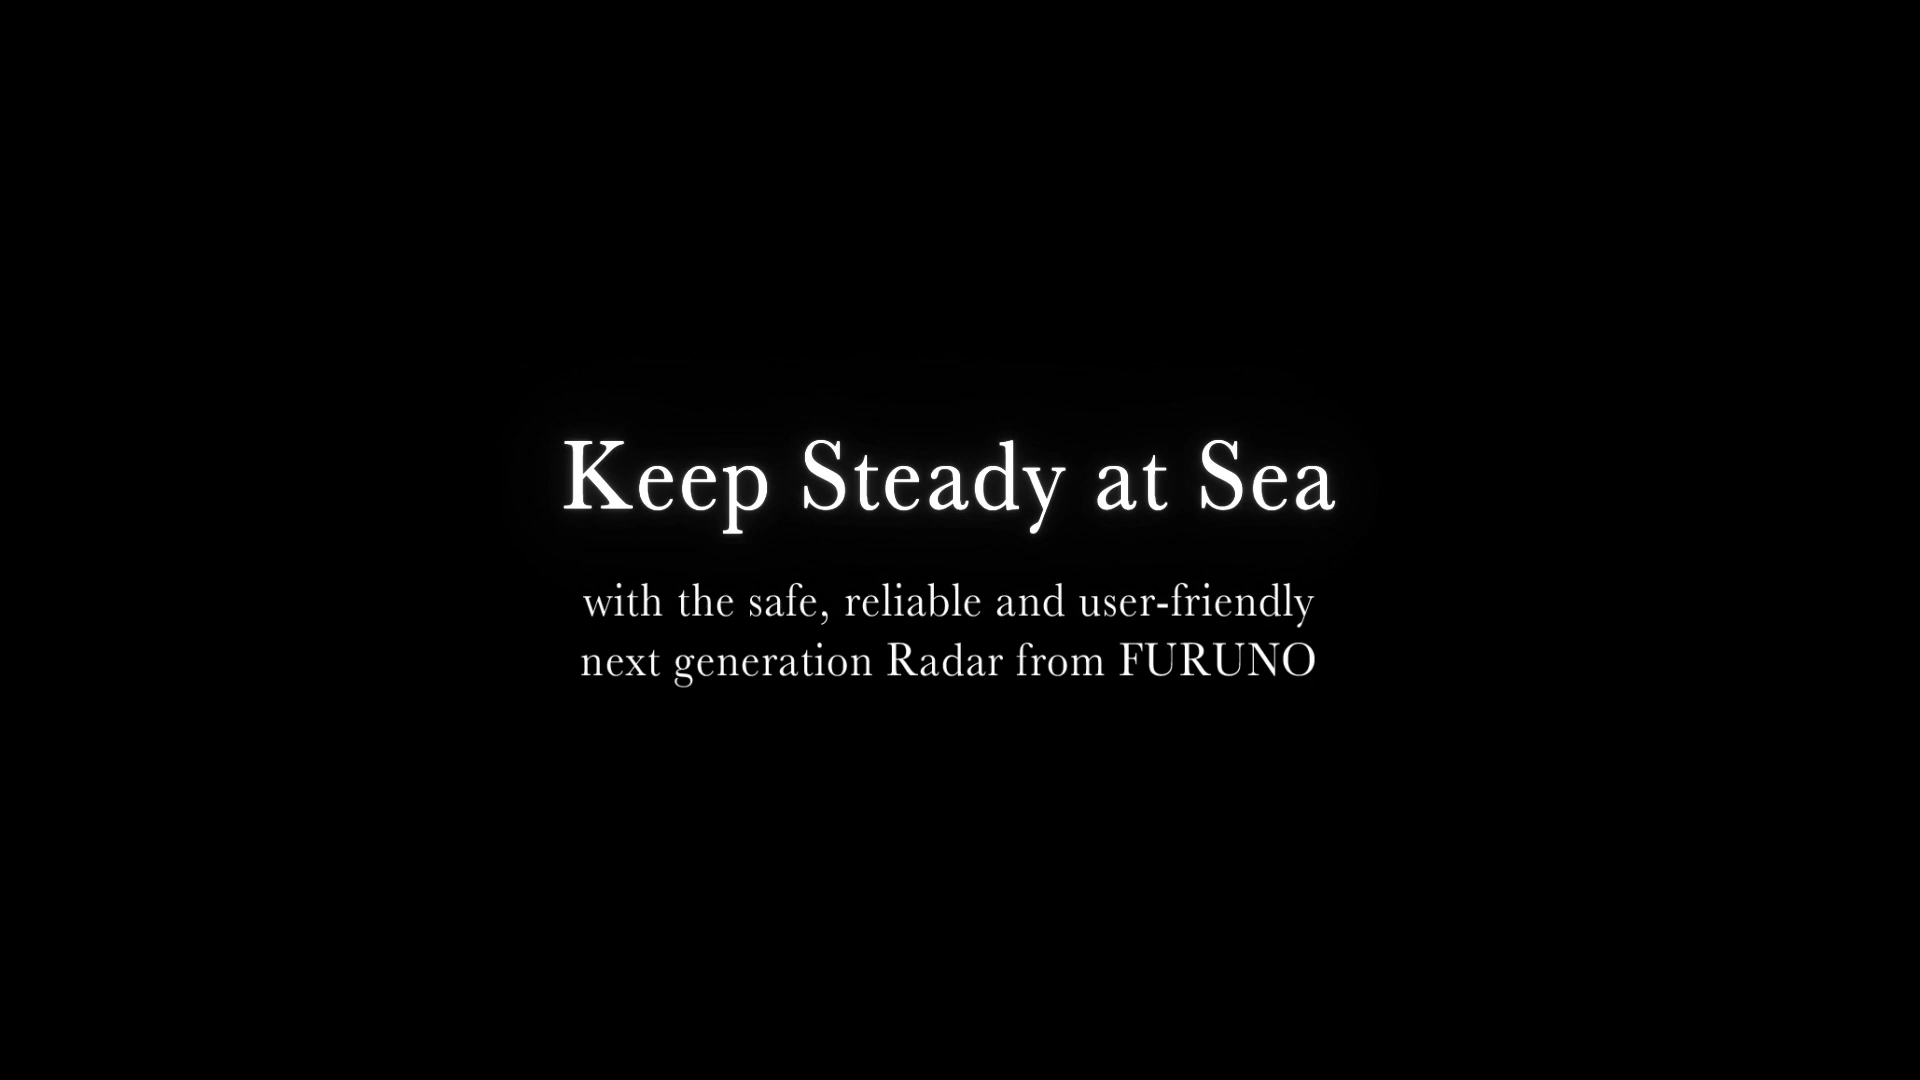 Keep Steady at Sea
with the safe, reliable and user-friendly
next generation Radar from FURUNO